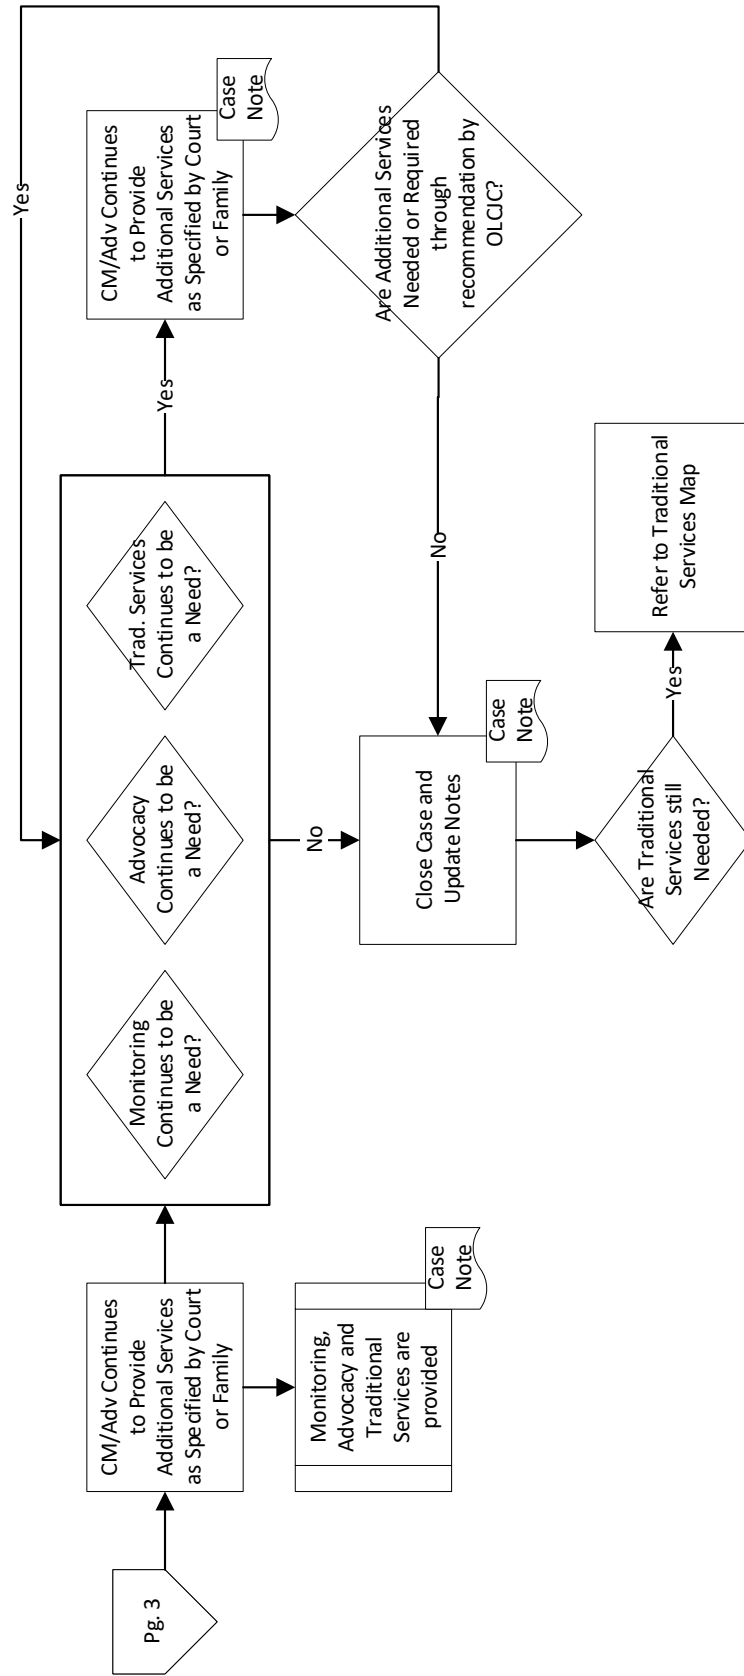 Pg. 3
CM/Adv Continues
to Provide
Additional Services
as Specified by Court
or Family
Monitoring,
Advocacy and
Traditional
Services are
provided
Case
Note
Monitoring
Continues to be
a Need?
Advocacy
Continues to be
a Need?
Trad. Services
Continues to be
a Need?
Yes
No
Yes
CM/Adv Continues
to Provide
Additional Services
as Specified by Court
or Family
Case
Note
Are Additional Services
Needed or Required
through
recommendation by
OLCJC?
No
Close Case and
Update Notes
Case
Note
Are Traditional
Services still
Needed?
Yes
Refer to Traditional
Services Map